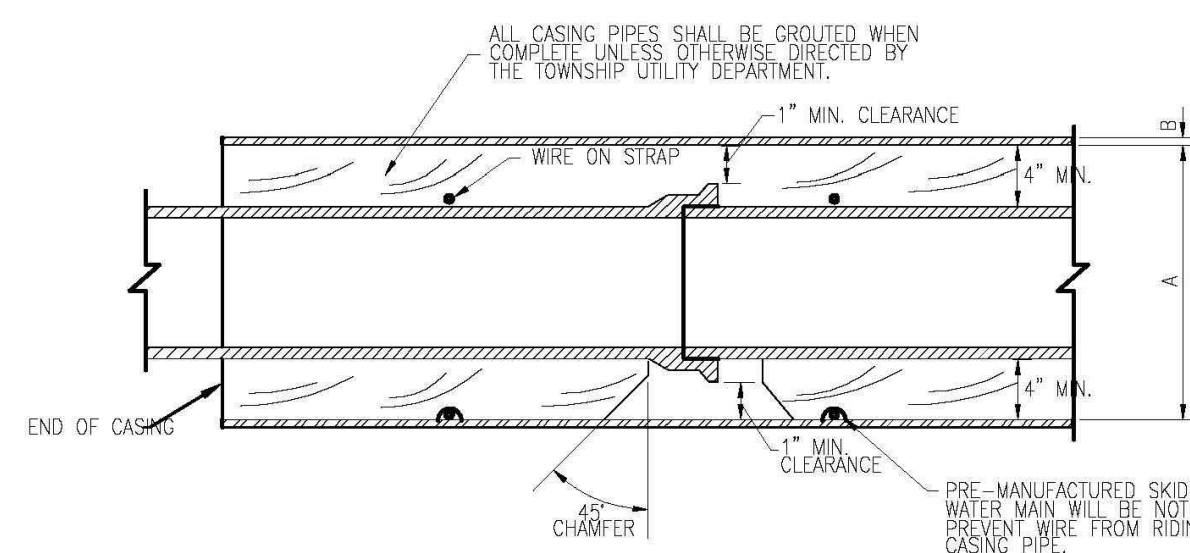 ALL CASING PIPES SHALL BE GROUTED WHEN
COMPLETE UNLESS OTHERWISE DIRECTED BY
THE TOWNSHIP UTILITY DEPARTMENT.
1" MIN. CLEARANCE
B
WIRE ON STRAP
4" MIN.
A
4" MIN.
END OF CASING
1" MIN.
CLEARANCE
45°
CHAMFER
PRE-MANUFACTURED SKID
WATER MAIN WILL BE NOT
PREVENT WIRE FROM RIDIN
CASING PIPE.